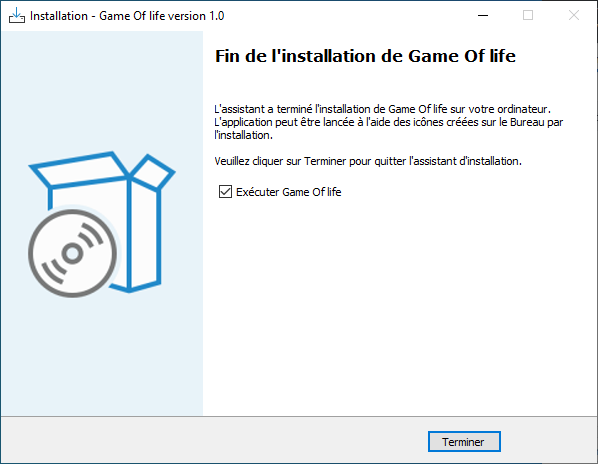 Installation - Game Of life version 1.0
Fin de l'installation de Game Of life
L'assistant a terminé l'installation de Game Of life sur votre ordinateur.
L'application peut être lancée à l'aide des icônes créées sur le Bureau par
l'installation.
Veuillez cliquer sur Terminer pour quitter l'assistant d'installation.
Exécuter Game Of life
Terminer